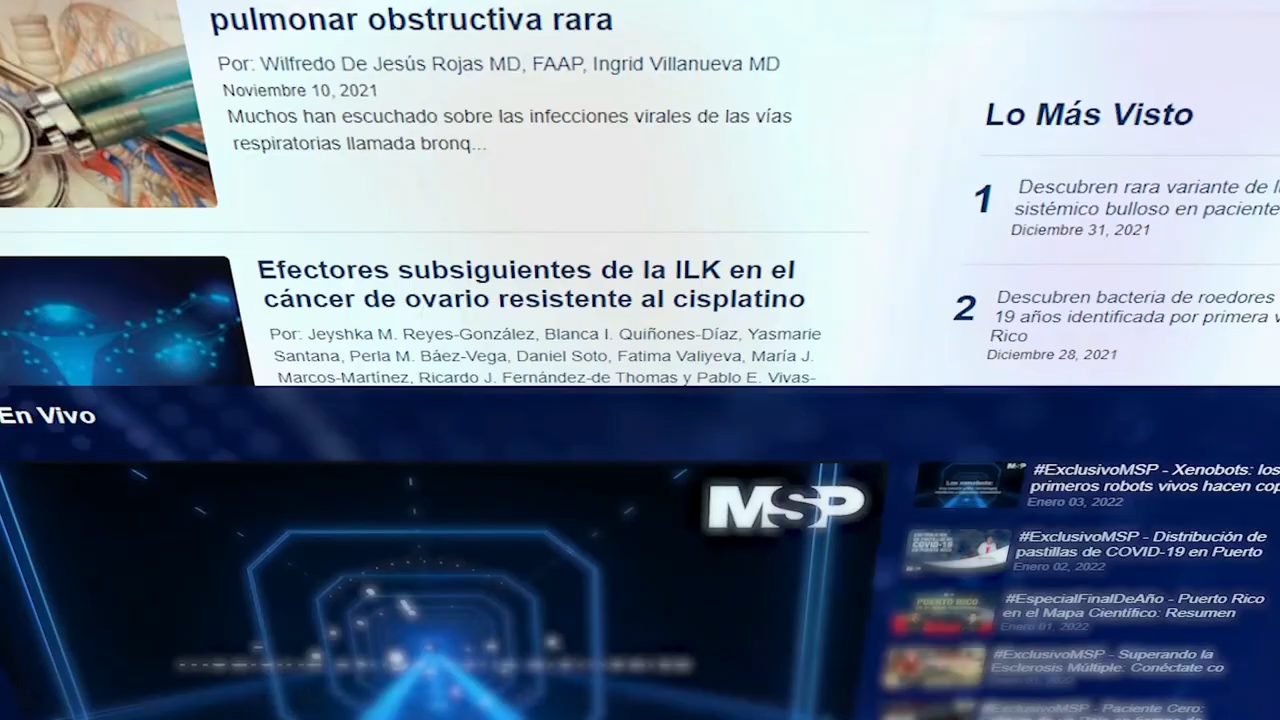 pulmonar obstructiva rara
Por: Wilfredo De Jesús Rojas MD, FAAP, Ingrid Villanueva MD
Noviembre 10, 2021
Muchos han escuchado sobre las infecciones virales de las vías
respiratorias llamada bronq...
Efectores subsiguientes de la ILK en el
cáncer de ovario resistente al cisplatino
Por: Jeyshka M. Reyes-González, Blanca I. Quiñones-Díaz, Yasmarie
Santana, Perla M. Báez-Vega, Daniel Soto, Fatima Valiyeva, María J.
Marcos-Martínez, Ricardo J. Fernández-de Thomas y Pablo E. Vivas-
Lo Más Visto
1
Descubren rara variante de
sistémico bulloso en paciente
Diciembre 31, 2021
2
Descubren bacteria de roedores
19 años identificada por primera
Rico
Diciembre 28, 2021
En Vivo
MSP
#ExclusivoMSP - Xenobots: los
primeros robots vivos hacen cop
Enero 03, 2022
#ExclusivoMSP - Distribución de
pastillas de COVID-19 en Puerto
Enero 02, 2022
#EspecialFinalDeAño - Puerto Rico
en el Mapa Científico: Resumen
Enero 01, 2022
#ExclusivoMSP - Superando la
Esclerosis Múltiple: Conéctate co
#ExclusivoMSP - Paciente Cero: